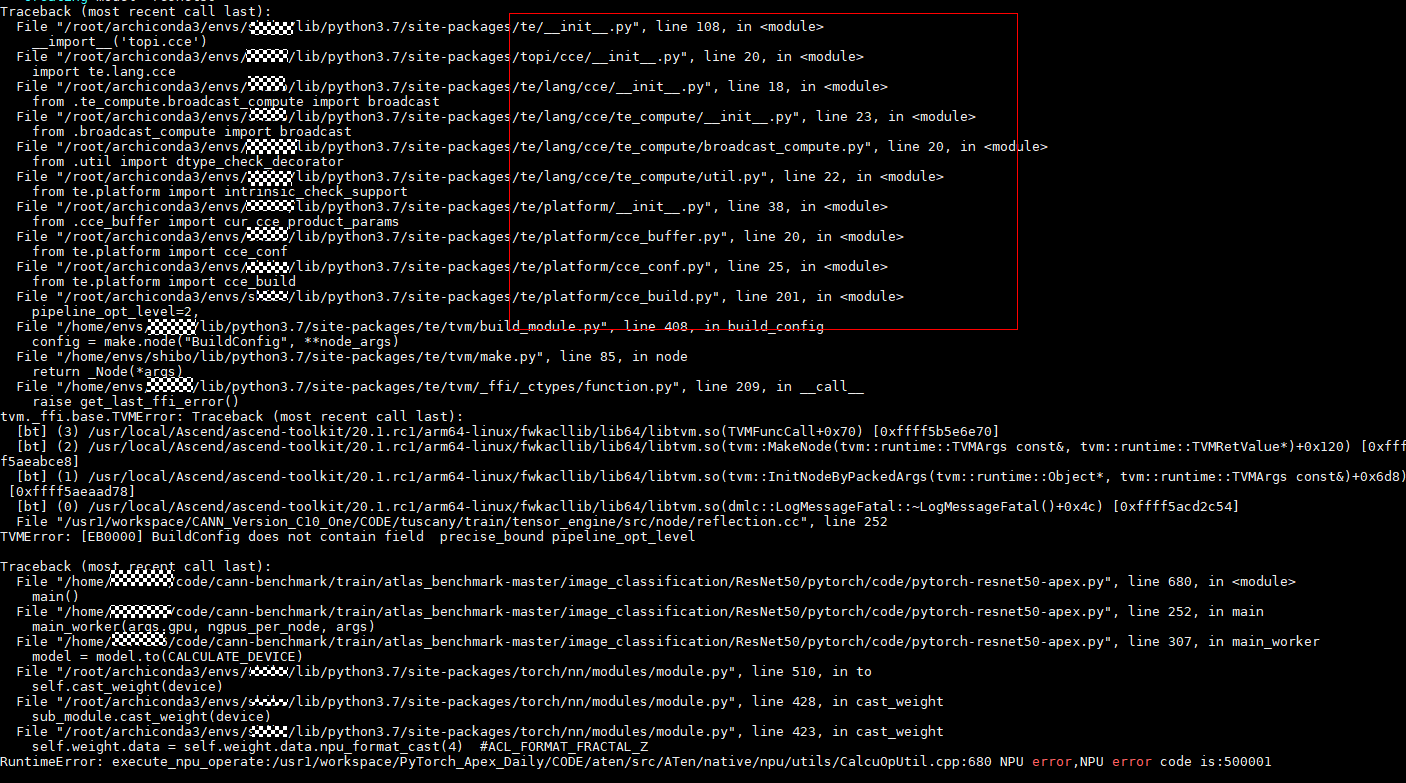 Traceback (most recent call last):
  File "/root/archiconda3/envs/ /lib/python3.7/site-packages/te/__init__.py", line 108, in <module>
    __import__('topi.cce')
  File "/root/archiconda3/envs/ /lib/python3.7/site-packages/topi/cce/__init__.py", line 20, in <module>
    import te.lang.cce
  File "/root/archiconda3/envs/ /lib/python3.7/site-packages/te/lang/cce/__init__.py", line 18, in <module>
    from .te_compute.broadcast_compute import broadcast
  File "/root/archiconda3/envs/ /lib/python3.7/site-packages/te/lang/cce/te_compute/__init__.py", line 23, in <module>
    from .broadcast_compute import broadcast
  File "/root/archiconda3/envs/ /lib/python3.7/site-packages/te/lang/cce/te_compute/broadcast_compute.py", line 20, in <module>
    from .util import dtype_check_decorator
  File "/root/archiconda3/envs/ /lib/python3.7/site-packages/te/lang/cce/te_compute/util.py", line 22, in <module>
    from te.platform import intrinsic_check_support
  File "/root/archiconda3/envs/ /lib/python3.7/site-packages/te/platform/__init__.py", line 38, in <module>
    from .cce_buffer import cur_cce_product_params
  File "/root/archiconda3/envs/ /lib/python3.7/site-packages/te/platform/cce_buffer.py", line 20, in <module>
    from te.platform import cce_conf
  File "/root/archiconda3/envs/ /lib/python3.7/site-packages/te/platform/cce_conf.py", line 25, in <module>
    from te.platform import cce_build
  File "/root/archiconda3/envs/ /lib/python3.7/site-packages/te/platform/cce_build.py", line 201, in <module>
    pipeline_opt_level=2,
  File "/home/envs/ /lib/python3.7/site-packages/te/tvm/build_module.py", line 408, in build_config
    config = make.node("BuildConfig", **node_args)
  File "/home/envs/shibo/lib/python3.7/site-packages/te/tvm/make.py", line 85, in node
    return _Node(*args)
  File "/home/envs/ /lib/python3.7/site-packages/te/tvm/_ffi/_ctypes/function.py", line 209, in __call__
    raise get_last_ffi_error()
tvm._ffi.base.TVMError: Traceback (most recent call last):
  [bt] (3) /usr/local/Ascend/ascend-toolkit/20.1.rc1/arm64-linux/fwkacllib/lib64/libtvm.so(TVMFuncCall+0x70) [0xffff5b5e6e70]
  [bt] (2) /usr/local/Ascend/ascend-toolkit/20.1.rc1/arm64-linux/fwkacllib/lib64/libtvm.so(tvm::MakeNode(tvm::runtime::TVMArgs const&, tvm::runtime::TVMRetValue*)+0x120) [0xfff
f5aeabce8]
  [bt] (1) /usr/local/Ascend/ascend-toolkit/20.1.rc1/arm64-linux/fwkacllib/lib64/libtvm.so(tvm::InitNodeByPackedArgs(tvm::runtime::Object*, tvm::runtime::TVMArgs const&)+0x6d8)
 [0xffff5aeaad78]
  [bt] (0) /usr/local/Ascend/ascend-toolkit/20.1.rc1/arm64-linux/fwkacllib/lib64/libtvm.so(dmlc::LogMessageFatal::~LogMessageFatal()+0x4c) [0xffff5acd2c54]
  File "/usr1/workspace/CANN_Version_C10_One/CODE/tuscany/train/tensor_engine/src/node/reflection.cc", line 252
TVMError: [EB0000] BuildConfig does not contain field  precise_bound pipeline_opt_level

Traceback (most recent call last):
  File "/home/ /code/cann-benchmark/train/atlas_benchmark-master/image_classification/ResNet50/pytorch/code/pytorch-resnet50-apex.py", line 680, in <module>
    main()
  File "/home/ /code/cann-benchmark/train/atlas_benchmark-master/image_classification/ResNet50/pytorch/code/pytorch-resnet50-apex.py", line 252, in main
    main_worker(args.gpu, ngpus_per_node, args)
  File "/home/ /code/cann-benchmark/train/atlas_benchmark-master/image_classification/ResNet50/pytorch/code/pytorch-resnet50-apex.py", line 307, in main_worker
    model = model.to(CALCULATE_DEVICE)
  File "/root/archiconda3/envs/ /lib/python3.7/site-packages/torch/nn/modules/module.py", line 510, in to
    self.cast_weight(device)
  File "/root/archiconda3/envs/ /lib/python3.7/site-packages/torch/nn/modules/module.py", line 428, in cast_weight
    sub_module.cast_weight(device)
  File "/root/archiconda3/envs/ /lib/python3.7/site-packages/torch/nn/modules/module.py", line 423, in cast_weight
    self.weight.data = self.weight.data.npu_format_cast(4)  #ACL_FORMAT_FRACTAL_Z
RuntimeError: execute_npu_operate:/usr1/workspace/PyTorch_Apex_Daily/CODE/aten/src/ATen/native/npu/utils/CalcuOpUtil.cpp:680 NPU error,NPU error code is:500001